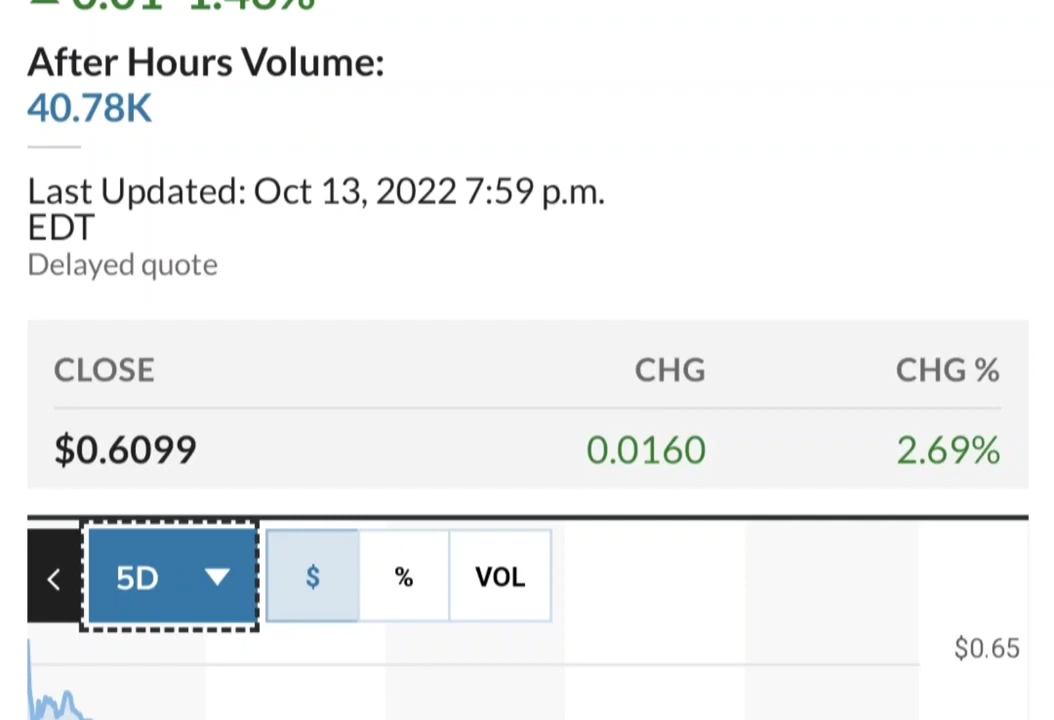 After Hours Volume:
40.78K
Last Updated: Oct 13, 2022 7:59 p.m.
EDT
Delayed quote
CLOSE CHG CHG %
$0.6099 0.0160 2.69%
5D $ % VOL
$0.65